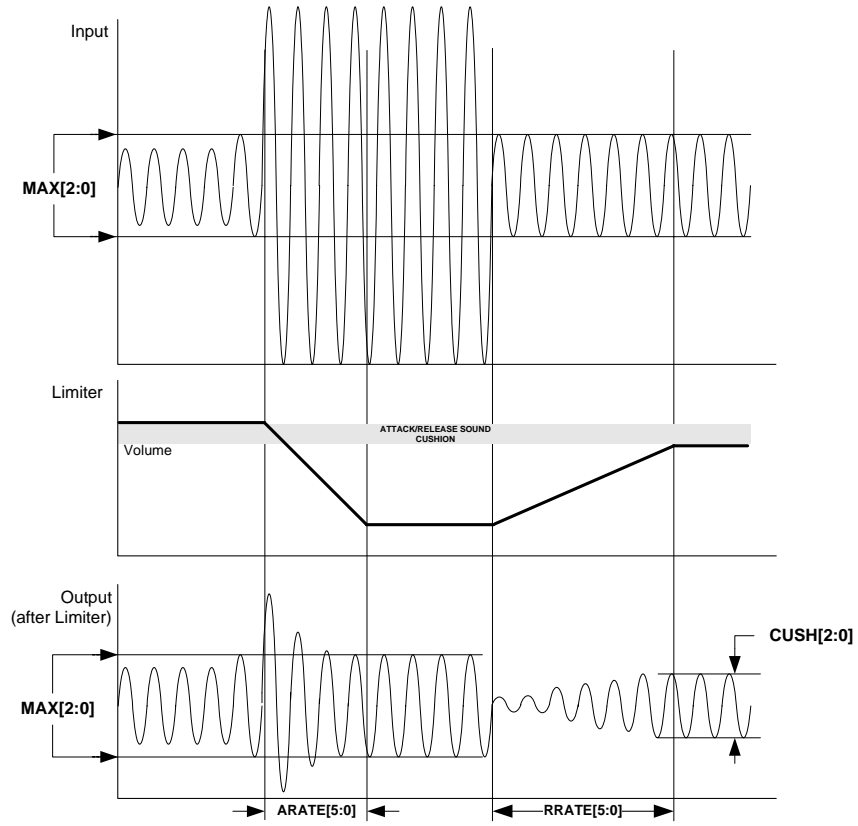 Input
MAX[2:0]
Limiter
ATTACK/RELEASE SOUND
CUSHION
Volume
Output
(after Limiter)
CUSH[2:0]
MAX[2:0]
ARATE[5:0]
RRATE[5:0]